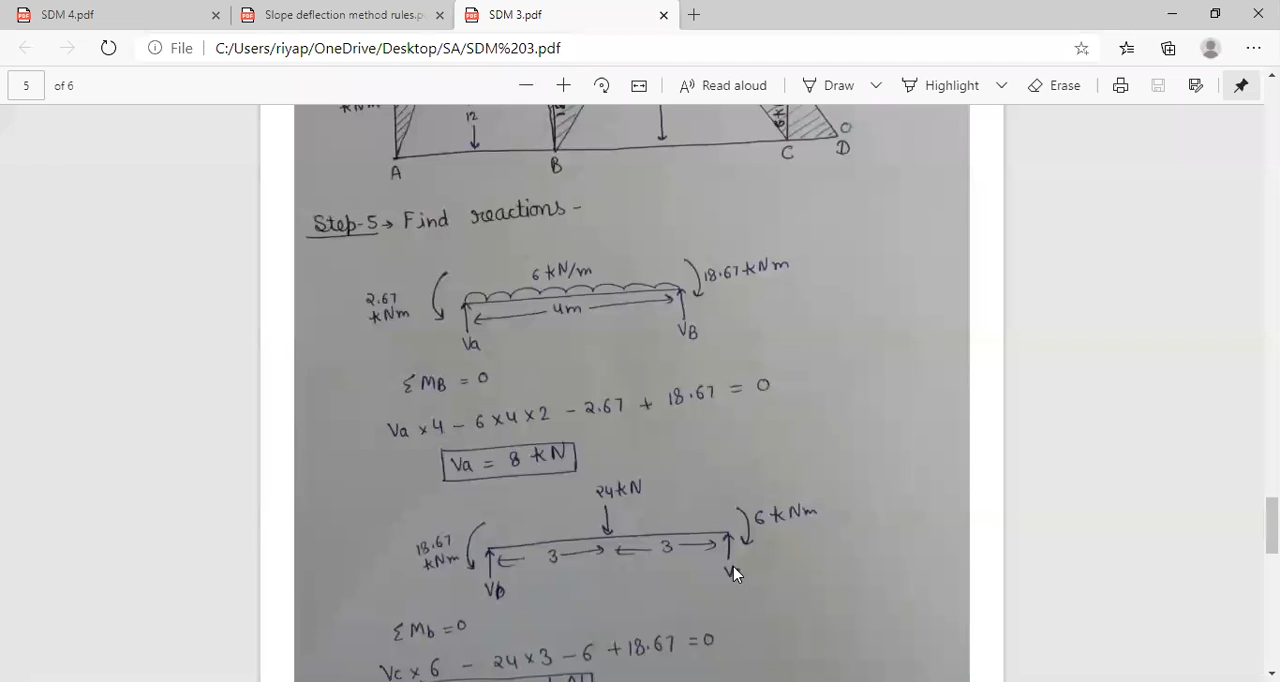 SDM 4.pdf
Slope deflection method rules.p
SDM 3.pdf
File C:/Users/riyap/OneDrive/Desktop/SA/SDM%203.pdf
5 of 6
Read aloud Draw Highlight Erase
kNm 12 6k
A B C D O
Step-5 → Find reactions -
6 kN/m
2.67 kNm
18.67 kNm
4m
Va
VB
ΣMB = 0
Va × 4 - 6 × 4 × 2 - 2.67 + 18.67 = 0
Va = 8 kN
24 kN
18.67 kNm
6 kNm
3 3
Vb
V
ΣMb = 0
Vc × 6 - 24 × 3 - 6 + 18.67 = 0